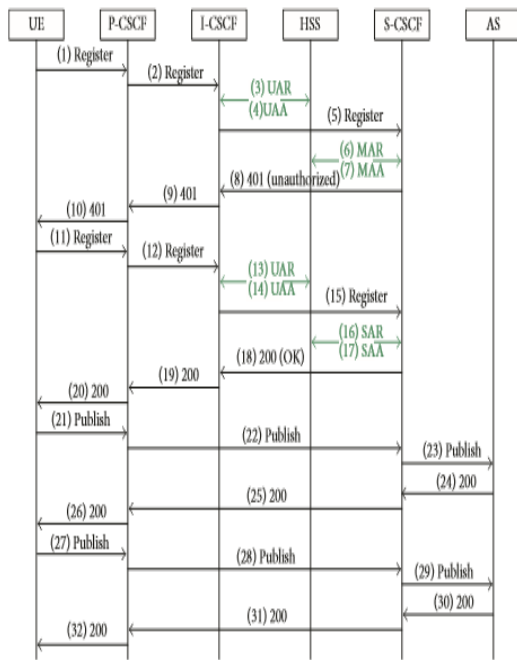 UE P-CSCF I-CSCF HSS S-CSCF AS
(1) Register
(2) Register
(3) UAR
(4)UAA
(5) Register
(6) MAR
(7) MAA
(8) 401 (unauthorized)
(9) 401
(10) 401
(11) Register
(12) Register
(13) UAR
(14) UAA
(15) Register
(16) SAR
(17) SAA
(18) 200 (OK)
(19) 200
(20) 200
(21) Publish
(22) Publish
(23) Publish
(24) 200
(25) 200
(26) 200
(27) Publish
(28) Publish
(29) Publish
(30) 200
(31) 200
(32) 200